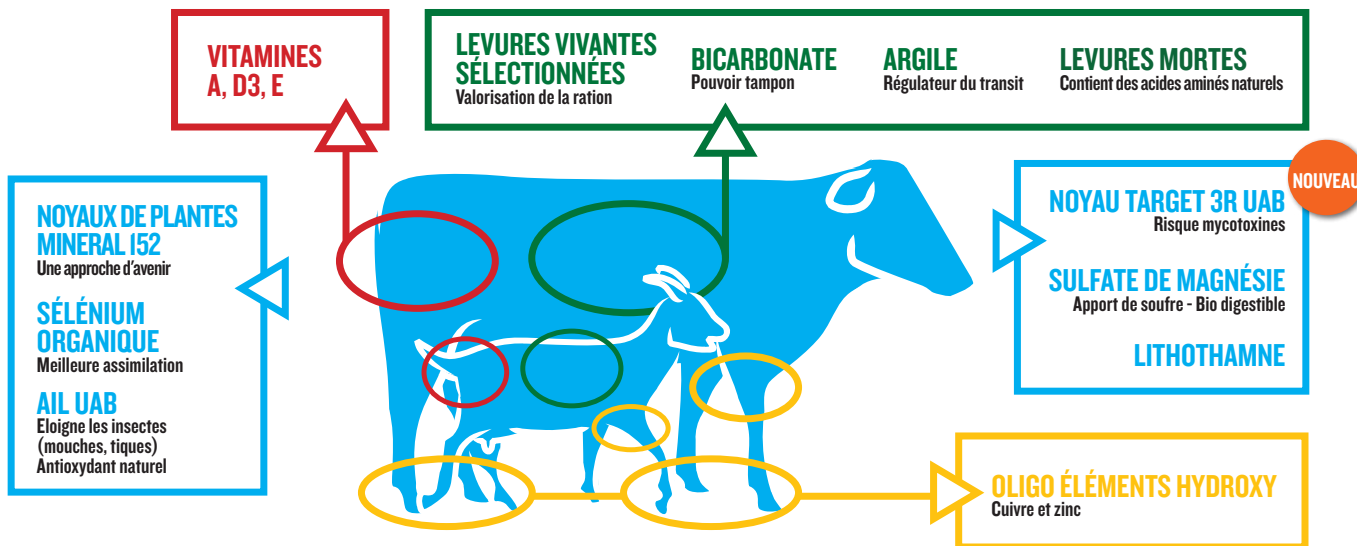 VITAMINES
A, D3, E
LEVURES VIVANTES
SÉLECTIONNÉES
Valorisation de la ration
BICARBONATE
Pouvoir tampon
ARGILE
Régulateur du transit
LEVURES MORTES
Contient des acides aminés naturels
NOYAUX DE PLANTES
MINERAL 152
Une approche d'avenir
SÉLÉNIUM
ORGANIQUE
Meilleure assimilation
AIL UAB
Eloigne les insectes
(mouches, tiques)
Antioxydant naturel
NOUVEAU
NOYAU TARGET 3R UAB
Risque mycotoxines
SULFATE DE MAGNÉSIE
Apport de soufre - Bio digestible
LITHOTHAMNE
OLIGO ÉLÉMENTS HYDROXY
Cuivre et zinc